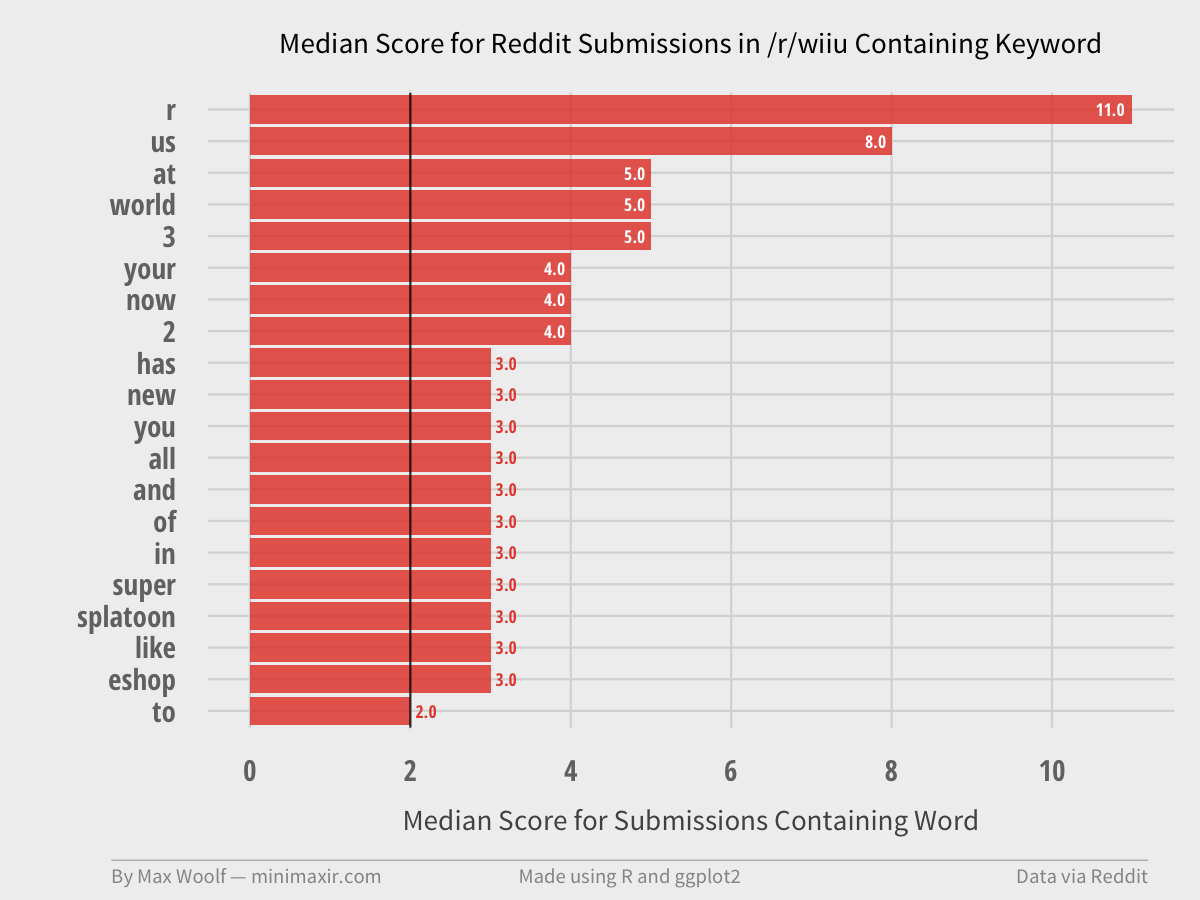 Median Score for Reddit Submissions in /r/wiiu Containing Keyword
r 11.0
us 8.0
at 5.0
world 5.0
3 5.0
your 4.0
now 4.0
2 4.0
has 3.0
new 3.0
you 3.0
all 3.0
and 3.0
of 3.0
in 3.0
super 3.0
splatoon 3.0
like 3.0
eshop 3.0
to 2.0
0 2 4 6 8 10
Median Score for Submissions Containing Word
By Max Woolf — minimaxir.com Made using R and ggplot2 Data via Reddit